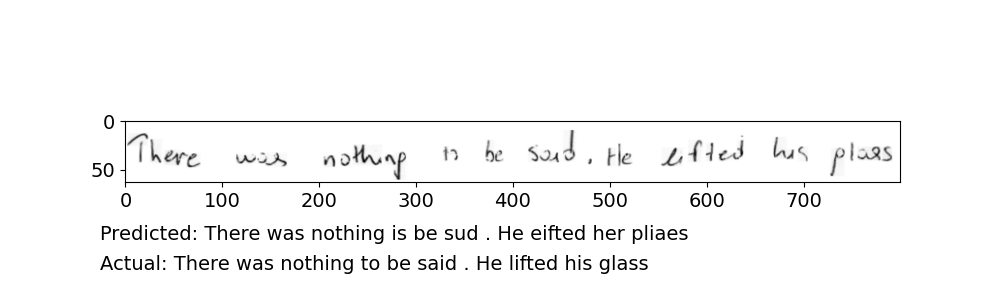 0
There was nothing to be said . He lifted his glass
50
0 100 200 300 400 500 600 700
Predicted: There was nothing is be sud . He eifted her pliaes
Actual: There was nothing to be said . He lifted his glass